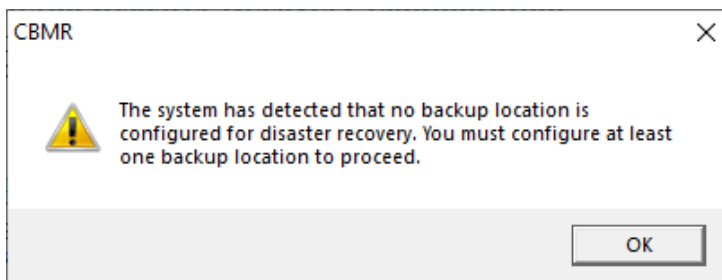 CBMR
The system has detected that no backup location is
configured for disaster recovery. You must configure at least
one backup location to proceed.
OK